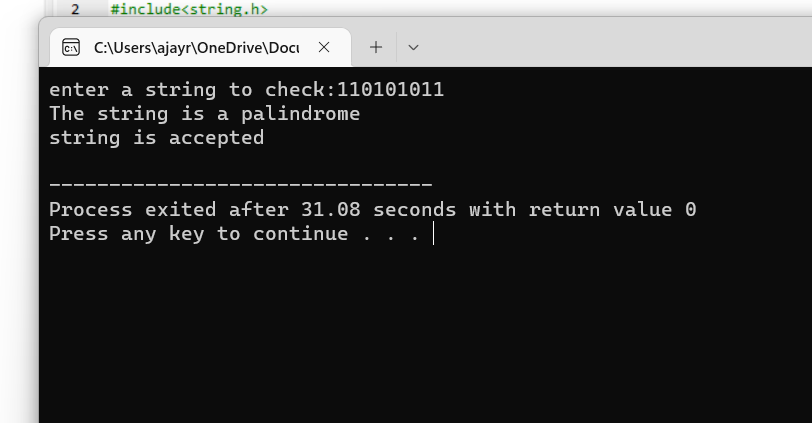 2 #include<string.h>
C:\Users\ajayr\OneDrive\Docu
enter a string to check:110101011
The string is a palindrome
string is accepted
--------------------------------
Process exited after 31.08 seconds with return value 0
Press any key to continue . . .